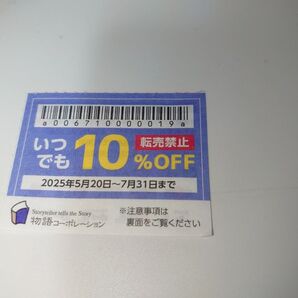 a0067100000019a
いつでも 10%OFF
転売禁止
2025年5月20日〜7月31日まで
Storyteller tells the Story
物語コーポレーション
※注意事項は
裏面をご覧ください